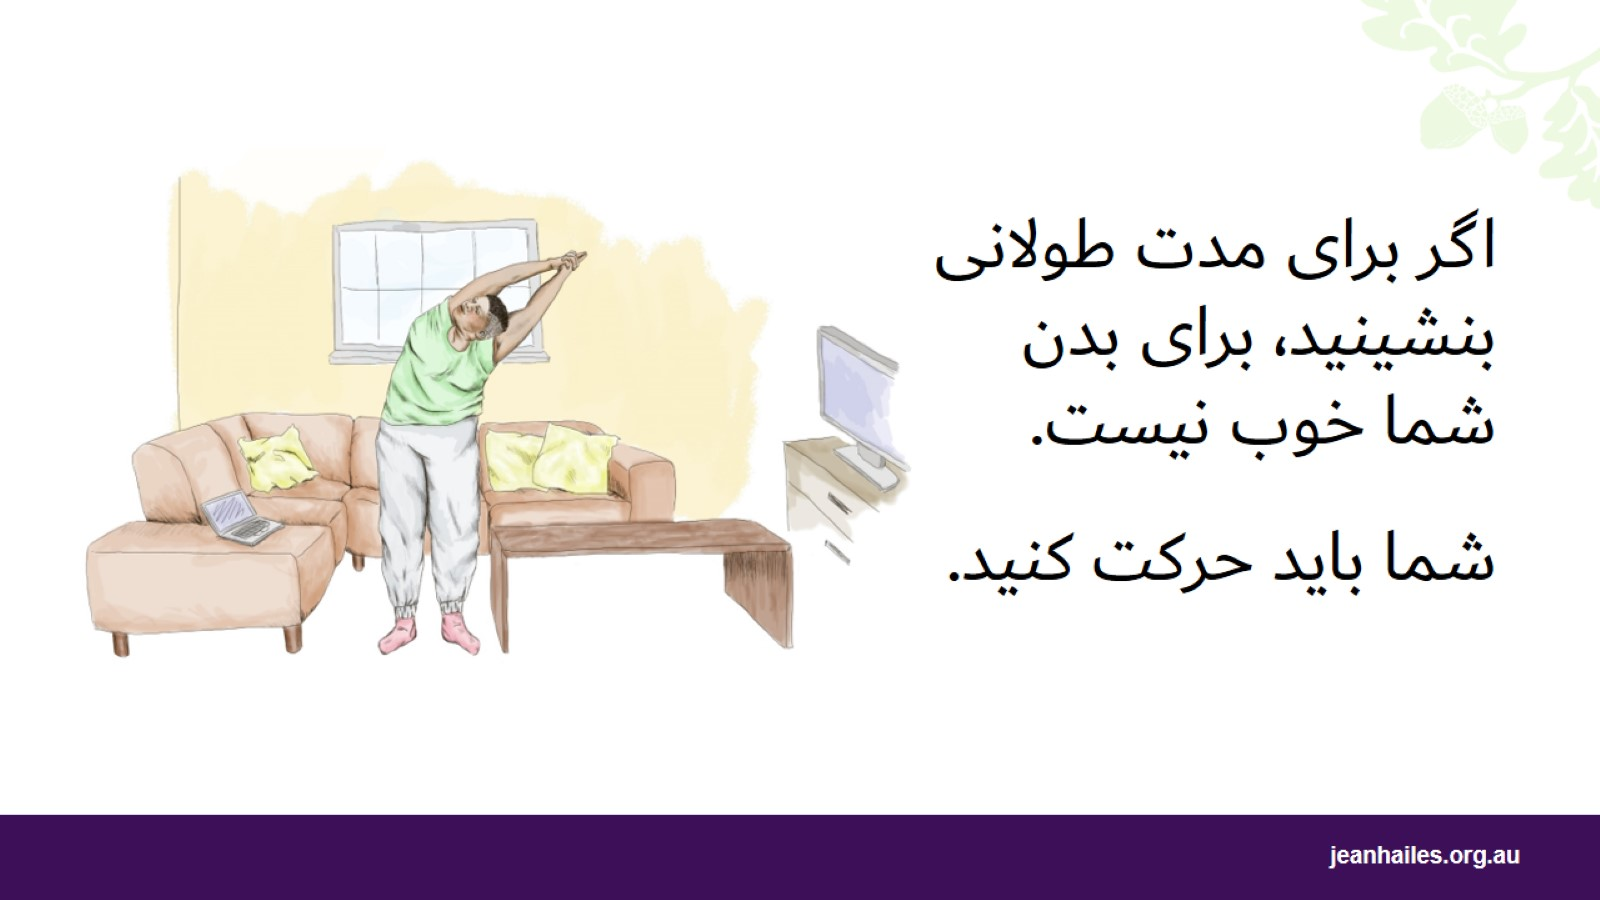 اگر برای مدت طولانی
بنشینید، برای بدن
شما خوب نیست.
شما باید حرکت کنید.
jeanhailes.org.au